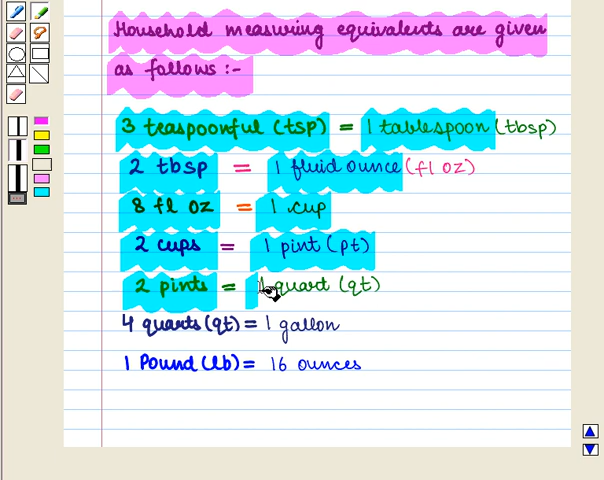 Household measuring equivalents are given
as follows :-
3 teaspoonful (tsp) = 1 tablespoon (tbsp)
2 tbsp = 1 fluid ounce (fl oz)
8 fl oz = 1 cup
2 cups = 1 pint (pt)
2 pints = 1 quart (qt)
4 quarts (qt) = 1 gallon
1 Pound (lb) = 16 ounces